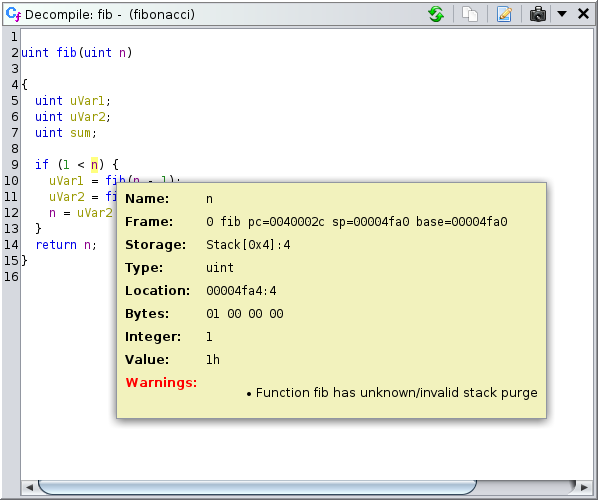 Decompile: fib - (fibonacci)
1
2 uint fib(uint n)
3
4 {
5 uint uVar1;
6 uint uVar2;
7 uint sum;
8
9 if (1 < n) {
10 uVar1 = fib(n - 1);
11 uVar2 = fi
12 n = uVar2
13 }
14 return n;
15 }
16
Name: n
Frame: 0 fib pc=0040002c sp=00004fa0 base=00004fa0
Storage: Stack[0x4]:4
Type: uint
Location: 00004fa4:4
Bytes: 01 00 00 00
Integer: 1
Value: 1h
Warnings:
• Function fib has unknown/invalid stack purge